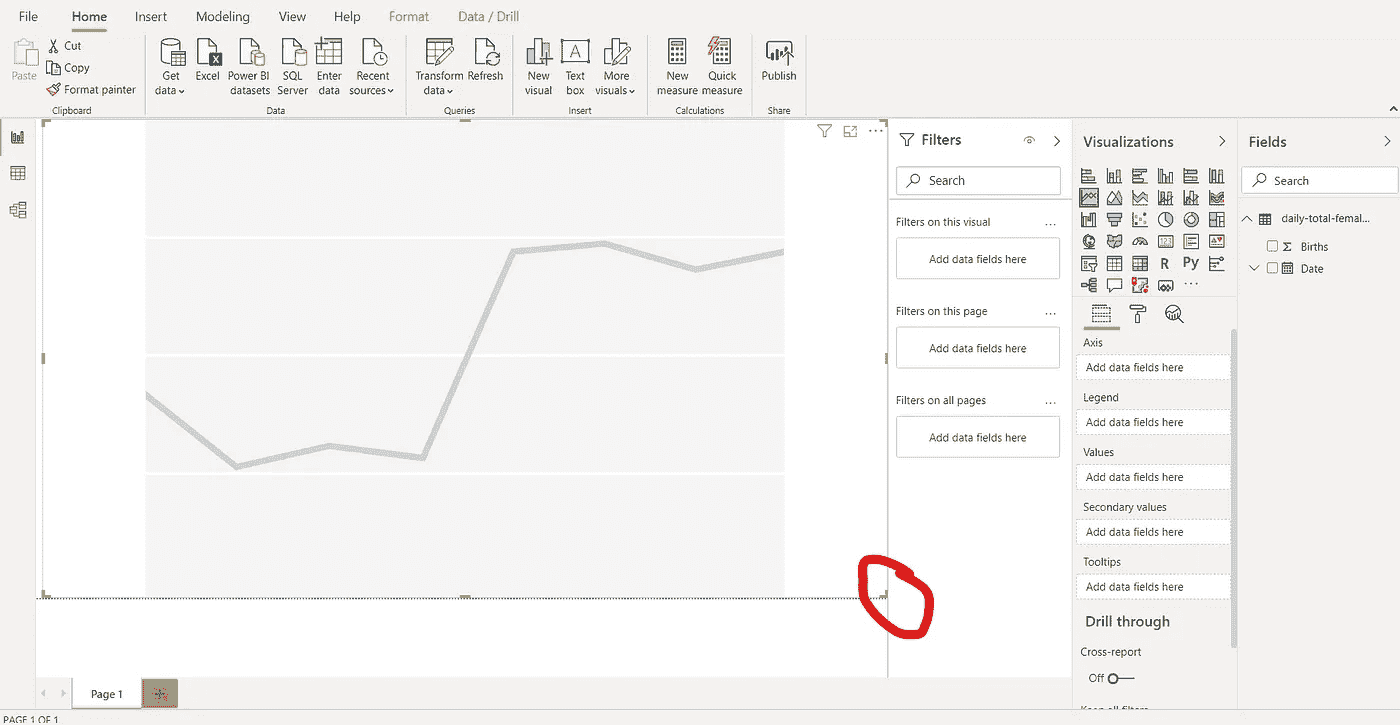 File Home Insert Modeling View Help Format Data / Drill
Paste
Cut
Copy
Format painter
Clipboard
Get data
Excel
Power BI datasets
SQL Server
Enter data
Recent sources
Data
Transform data
Refresh
Queries
New visual
Text box
More visuals
Insert
New measure
Quick measure
Calculations
Publish
Share
Filters
Search
Filters on this visual ...
Add data fields here
Filters on this page ...
Add data fields here
Filters on all pages ...
Add data fields here
Visualizations
123
R Py
...
Axis
Add data fields here
Legend
Add data fields here
Values
Add data fields here
Secondary values
Add data fields here
Tooltips
Add data fields here
Drill through
Cross-report
Off
Fields
Search
daily-total-femal...
Σ Births
Date
Page 1
PAGE 1 OF 1